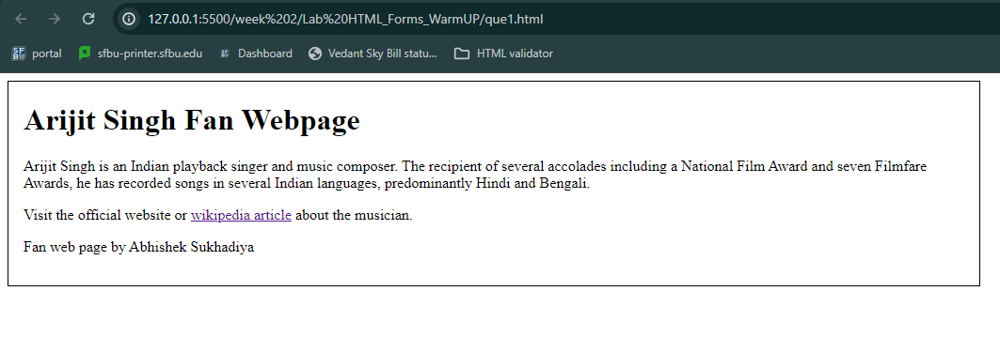 127.0.0.1:5500/week%202/Lab%20HTML_Forms_WarmUP/que1.html
SFBU portal sfbu-printer.sfbu.edu Dashboard Vedant Sky Bill statu... HTML validator
Arijit Singh Fan Webpage
Arijit Singh is an Indian playback singer and music composer. The recipient of several accolades including a National Film Award and seven Filmfare
Awards, he has recorded songs in several Indian languages, predominantly Hindi and Bengali.
Visit the official website or wikipedia article about the musician.
Fan web page by Abhishek Sukhadiya